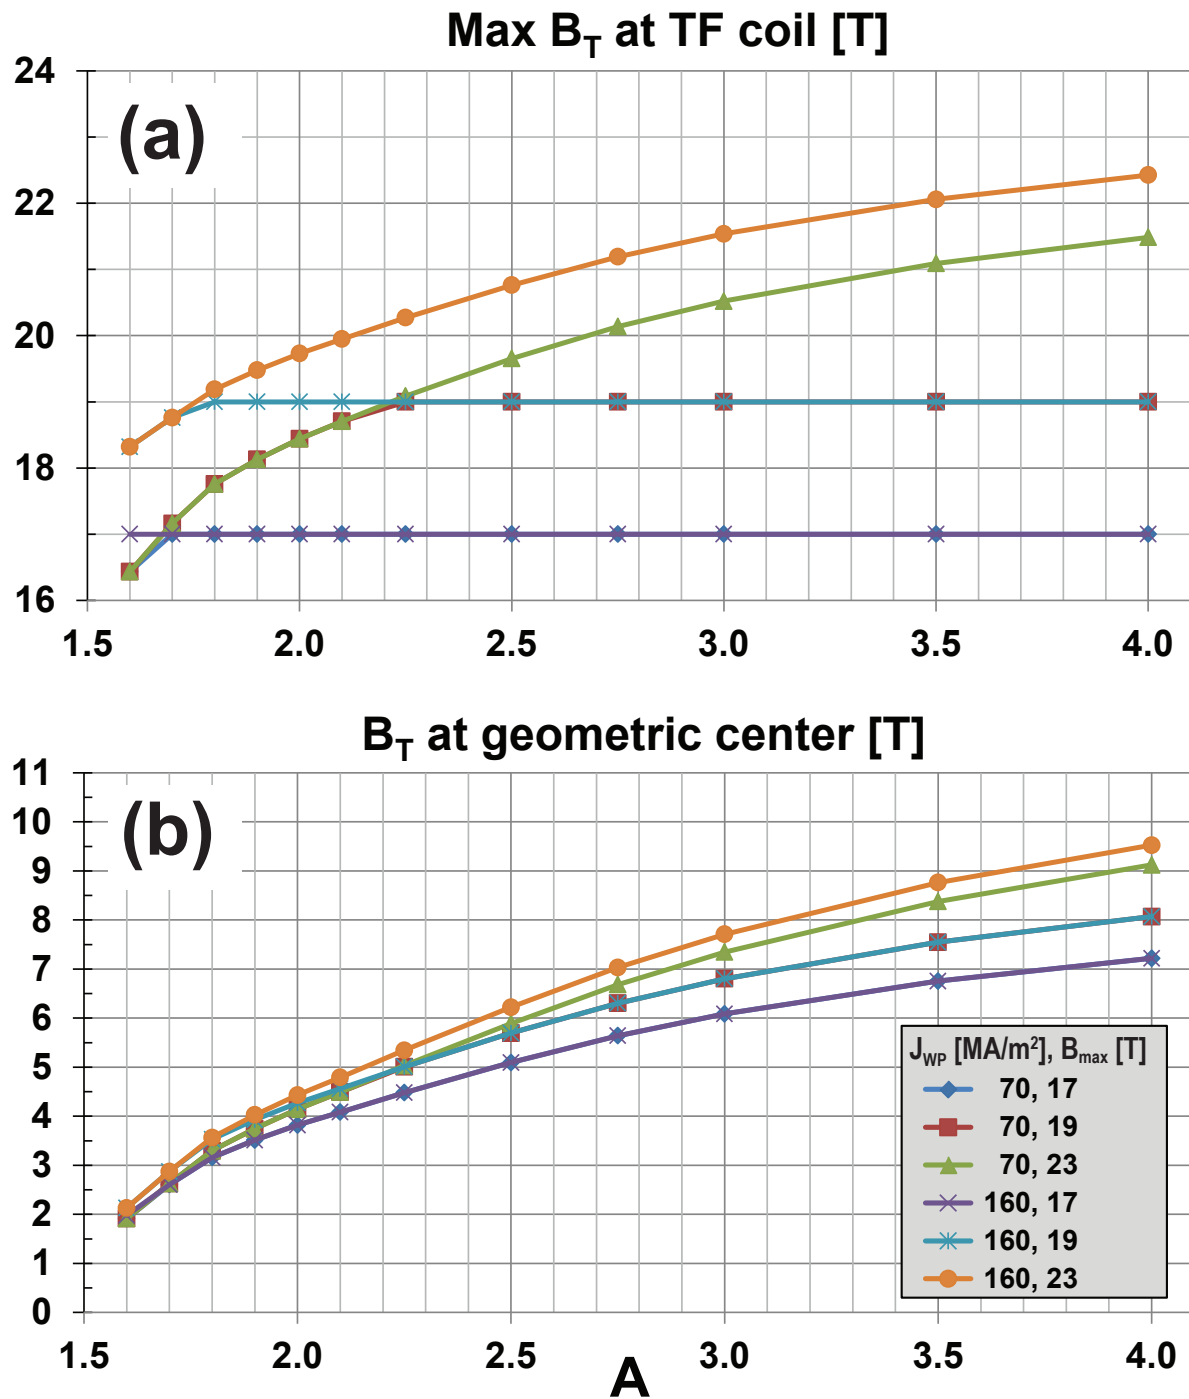 Max B_T at TF coil [T]
(a)
24
22
20
18
16
1.5 2.0 2.5 3.0 3.5 4.0
B_T at geometric center [T]
(b)
11
10
9
8
7
6
5
4
3
2
1
0
J_WP [MA/m²], B_max [T]
70, 17
70, 19
70, 23
160, 17
160, 19
160, 23
1.5 2.0 2.5 3.0 3.5 4.0
A